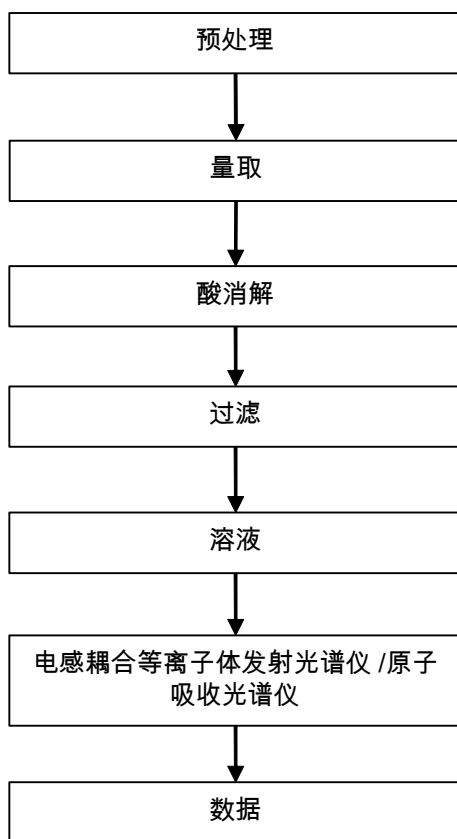 预处理
量取
酸消解
过滤
溶液
电感耦合等离子体发射光谱仪 /原子
吸收光谱仪
数据